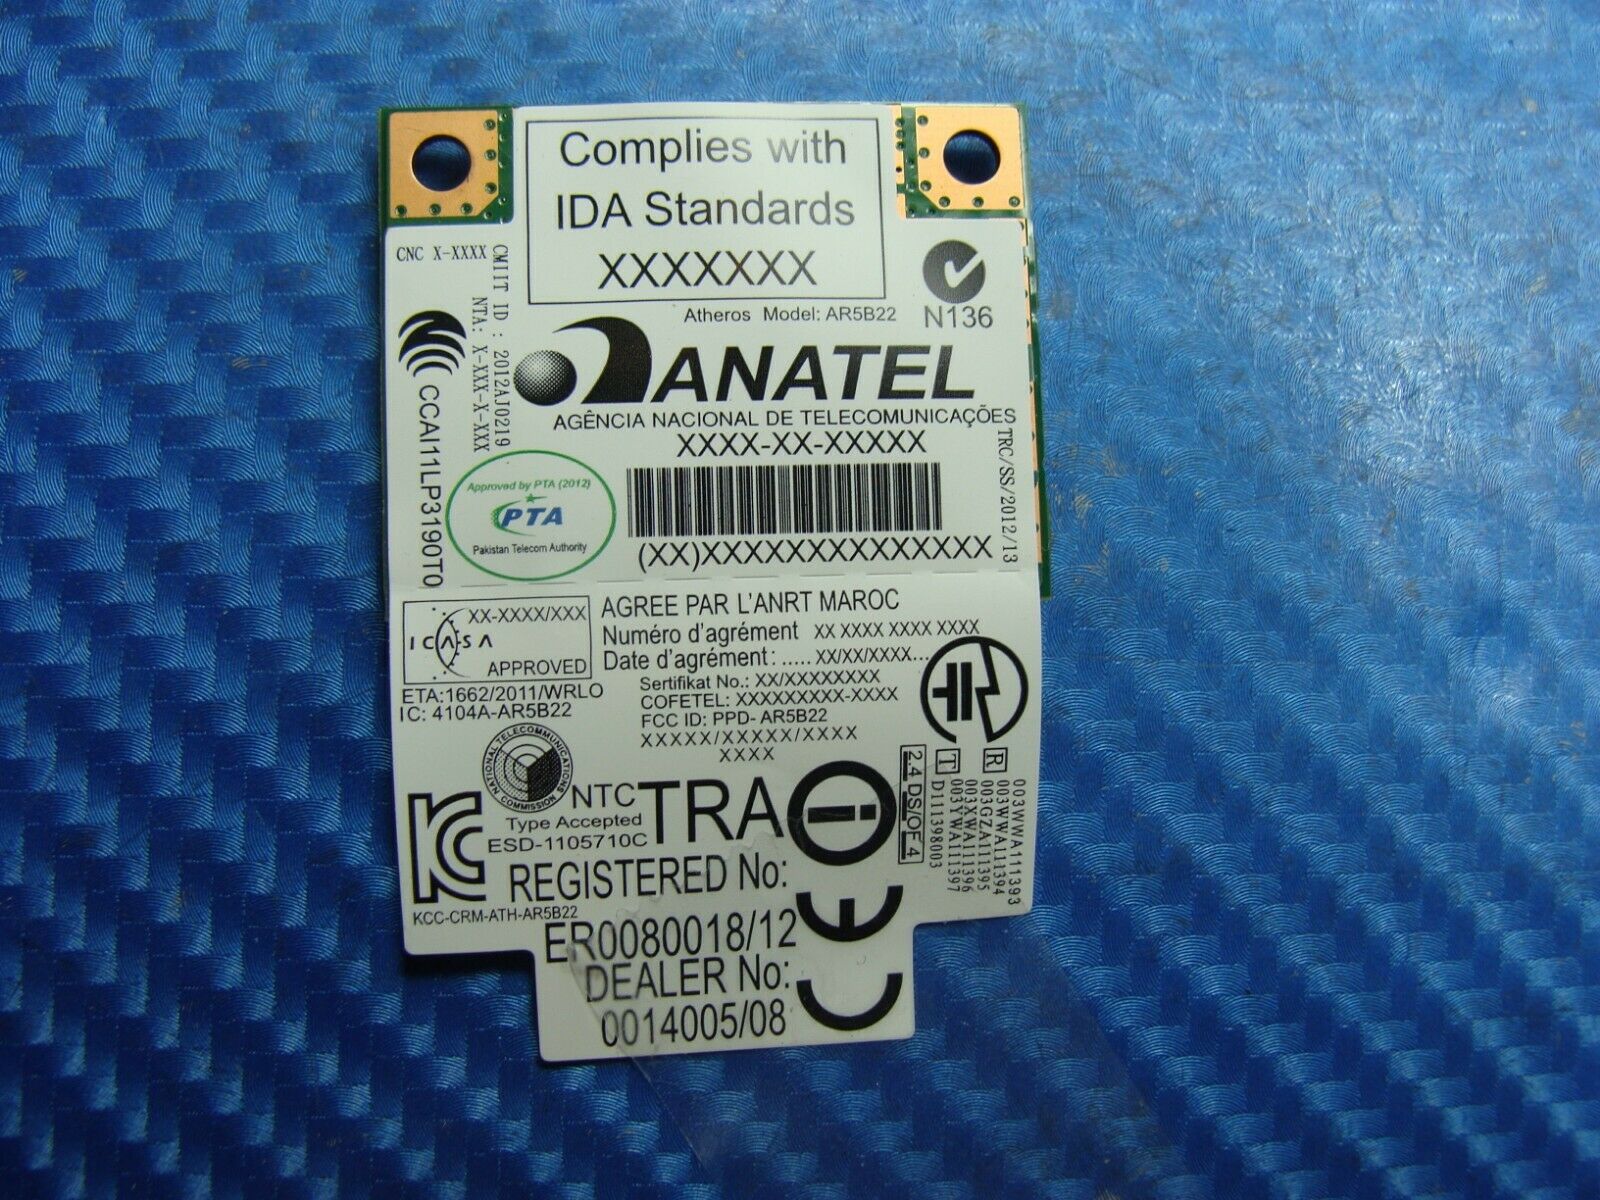 Complies with
IDA Standards
XXXXXXX
CNC X-XXXX
CMIIT ID : 2012AJ0219
NTA: X-XXX-X-XXX
CCAI11LP3190T0
Atheros Model: AR5B22
N136
ANATEL
AGÊNCIA NACIONAL DE TELECOMUNICAÇÕES
XXXX-XX-XXXXX
TRC/SS/2012/13
Approved by PTA (2012)
PTA
Pakistan Telecom Authority
(XX)XXXXXXXXXXXXXXX
XX-XXXX/XXX
ICASA
APPROVED
AGREE PAR L'ANRT MAROC
Numéro d'agrément XX XXXX XXXX XXXX
Date d'agrément: ..... XX/XX/XXXX...
Sertifikat No.: XX/XXXXXXXX
COFETEL: XXXXXXXXX-XXXX
FCC ID: PPD- AR5B22
XXXXX/XXXXX/XXXX
XXXX
ETA:1662/2011/WRLO
IC: 4104A-AR5B22
NATIONAL TELECOMMUNICATIONS COMMISSION
NTC
Type Accepted
ESD-1105710C
TRA
REGISTERED No:
ER0080018/12
DEALER No:
0014005/08
KCC-CRM-ATH-AR5B22
CE
2.4 DS/OF 4
R 003WWA111393
003WWA111394
003GZA111395
003XWA111396
003YWA111397
T D111398003